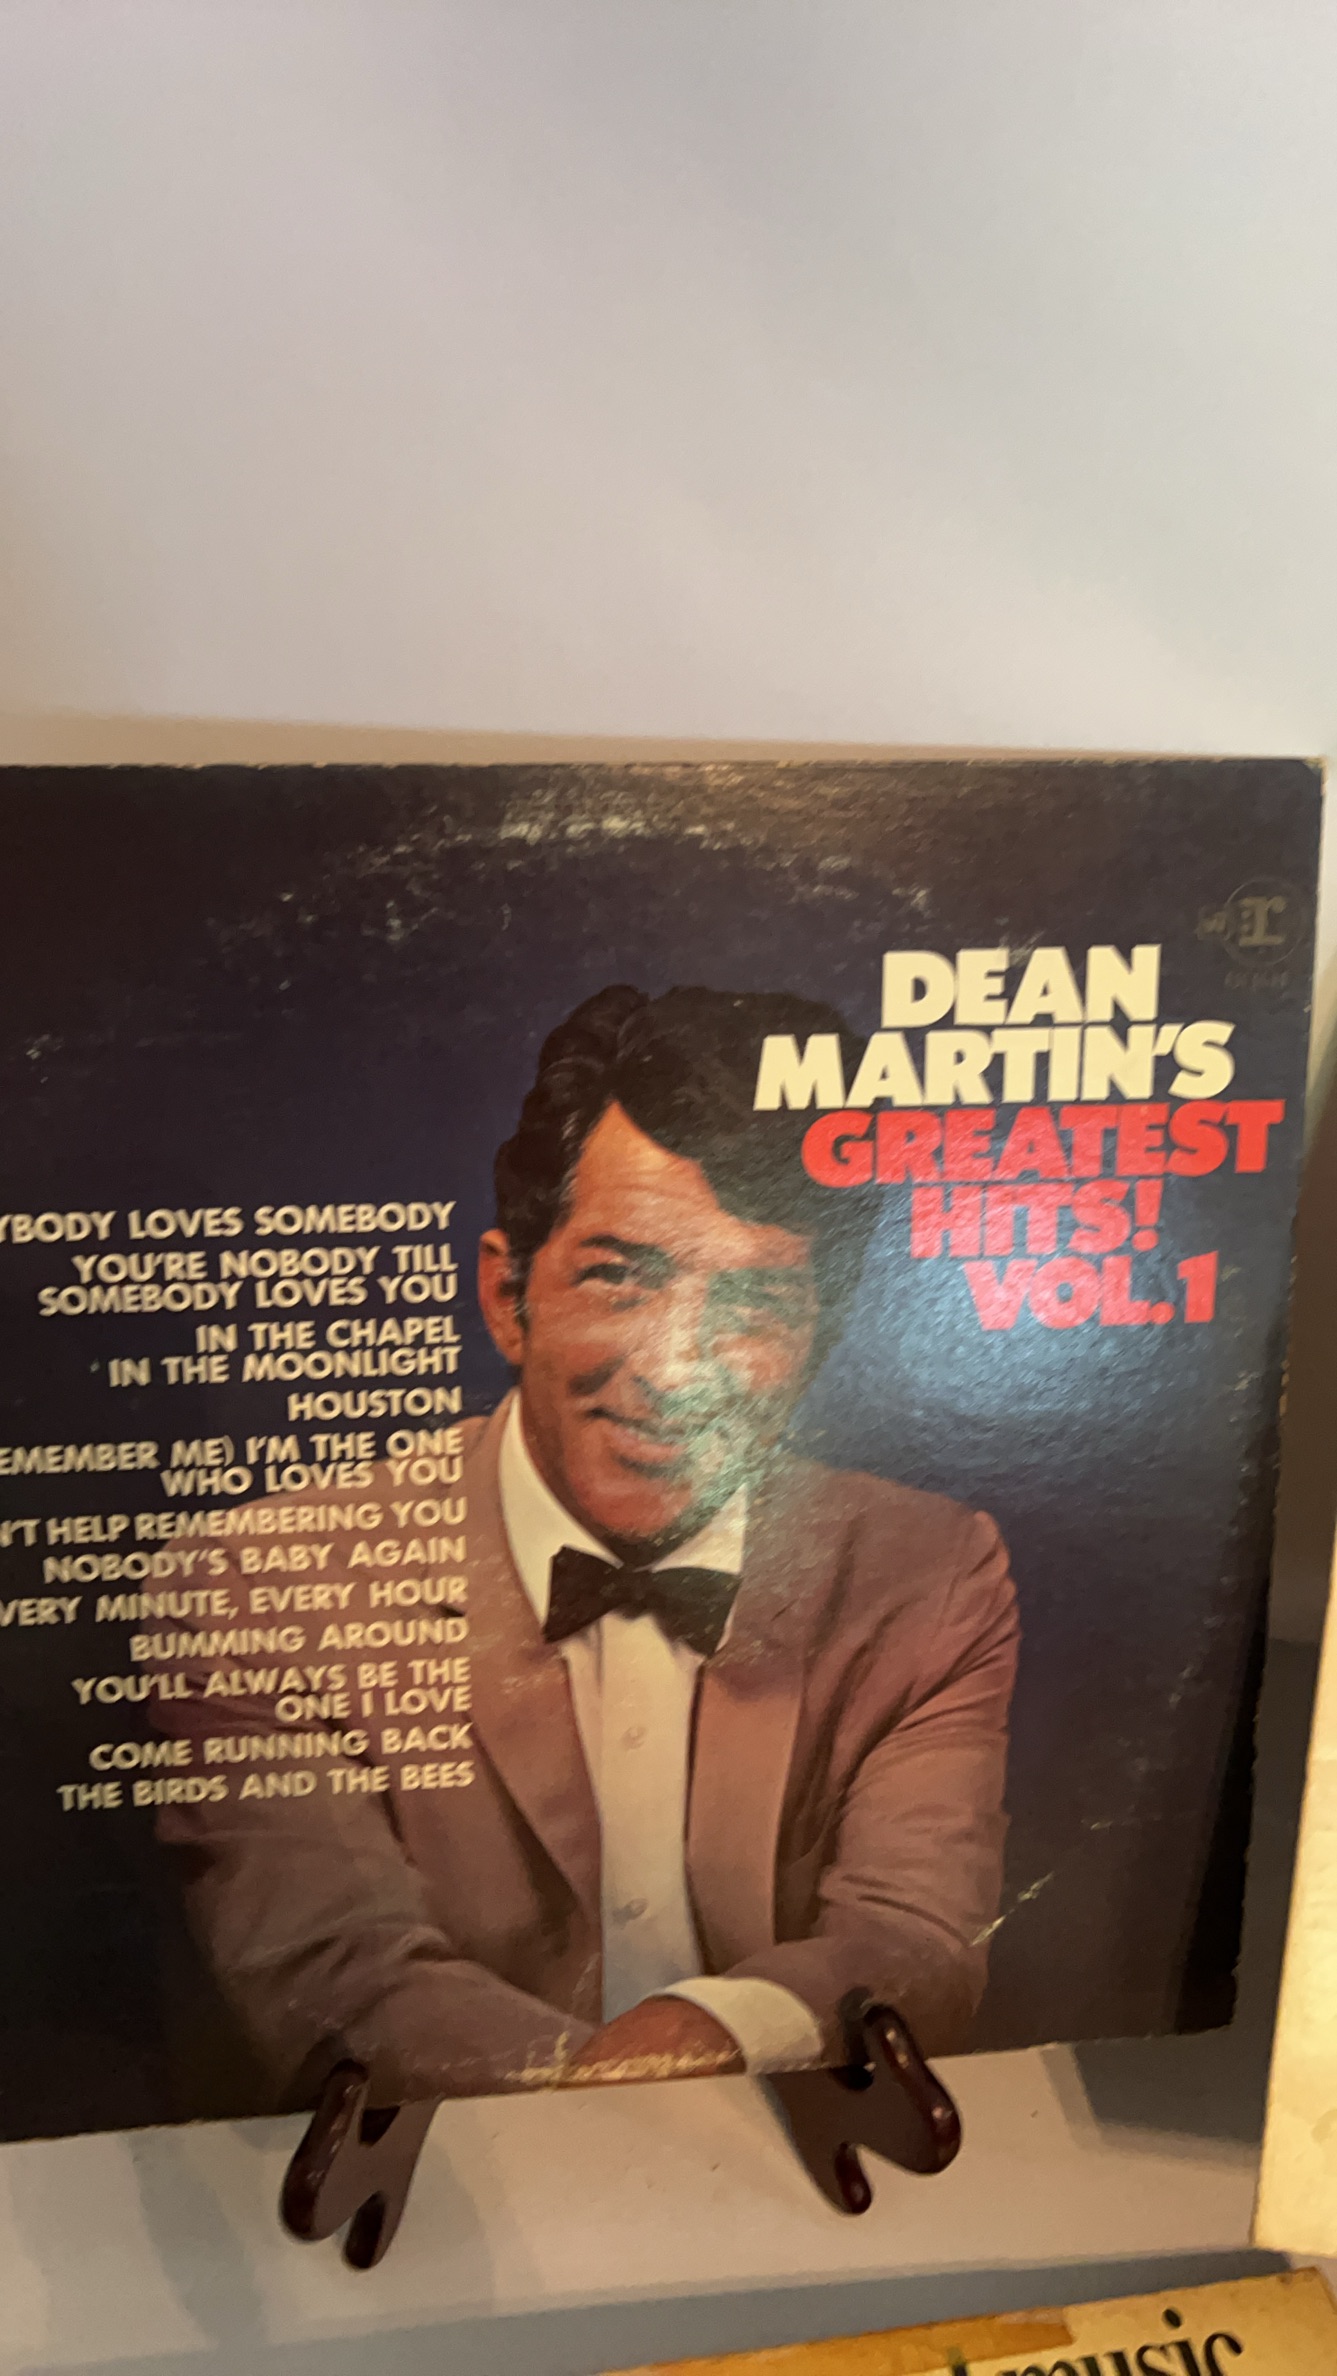 DEAN
MARTIN'S
GREATEST
HITS!
VOL.1
YBODY LOVES SOMEBODY
YOU'RE NOBODY TILL
SOMEBODY LOVES YOU
IN THE CHAPEL
IN THE MOONLIGHT
HOUSTON
EMEMBER ME) I'M THE ONE
WHO LOVES YOU
N'T HELP REMEMBERING YOU
NOBODY'S BABY AGAIN
VERY MINUTE, EVERY HOUR
BUMMING AROUND
YOU'LL ALWAYS BE THE
ONE I LOVE
COME RUNNING BACK
THE BIRDS AND THE BEES
music